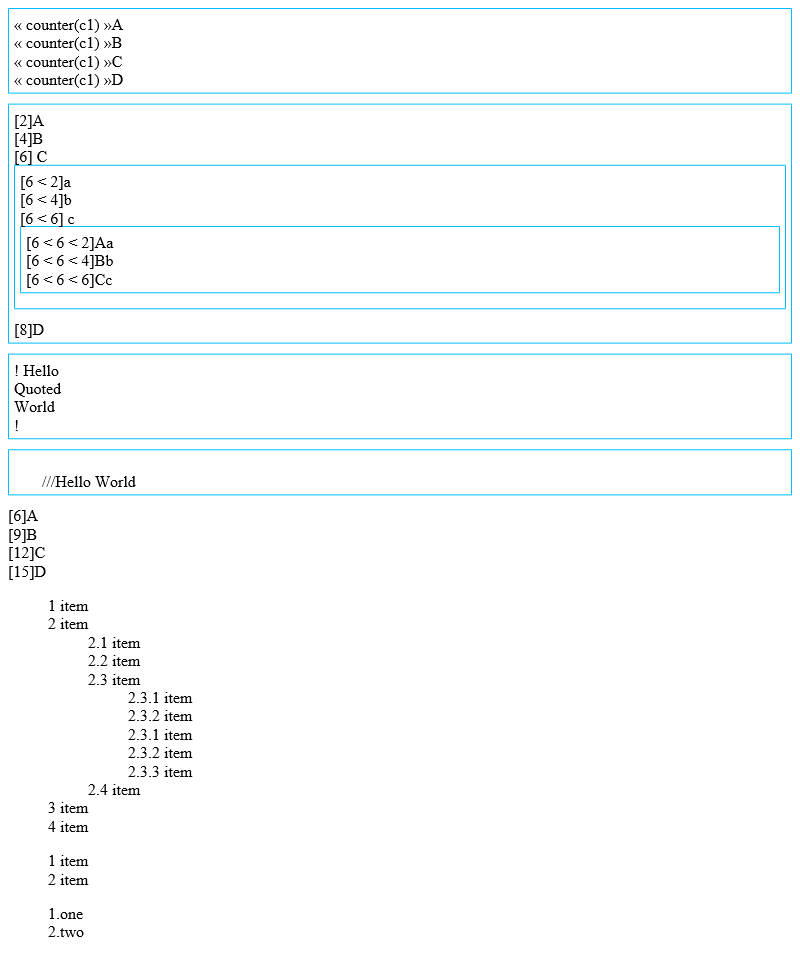 « counter(c1) »A
« counter(c1) »B
« counter(c1) »C
« counter(c1) »D
[2]A
[4]B
[6] C
[6 < 2]a
[6 < 4]b
[6 < 6] c
[6 < 6 < 2]Aa
[6 < 6 < 4]Bb
[6 < 6 < 6]Cc
[8]D
! Hello
Quoted
World
!
///Hello World
[6]A
[9]B
[12]C
[15]D
1 item
2 item
2.1 item
2.2 item
2.3 item
2.3.1 item
2.3.2 item
2.3.1 item
2.3.2 item
2.3.3 item
2.4 item
3 item
4 item
1 item
2 item
1.one
2.two